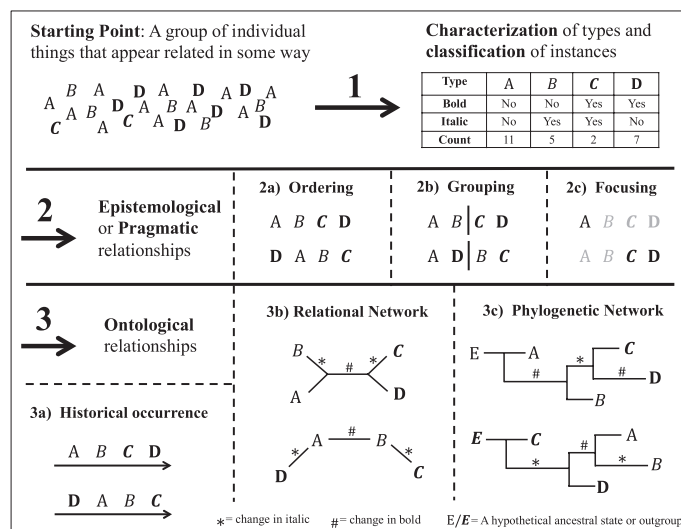 Starting Point: A group of individual
things that appear related in some way
B A D A D A
A D A B A A D B A
C A B A C A D B D
1
Characterization of types and
classification of instances
Type A B C D
Bold No No Yes Yes
Italic No Yes Yes No
Count 11 5 2 7
2
Epistemological
or Pragmatic
relationships
2a) Ordering
A B C D
D A B C
2b) Grouping
A B C D
A D B C
2c) Focusing
A B C D
A B C D
3
Ontological
relationships
3a) Historical occurrence
A B C D
D A B C
3b) Relational Network
B * # * C
A D
A # B
* *
D C
3c) Phylogenetic Network
E A * C
# # D
B
E C # A
* * B
D
*= change in italic #= change in bold E/E= A hypothetical ancestral state or outgroup